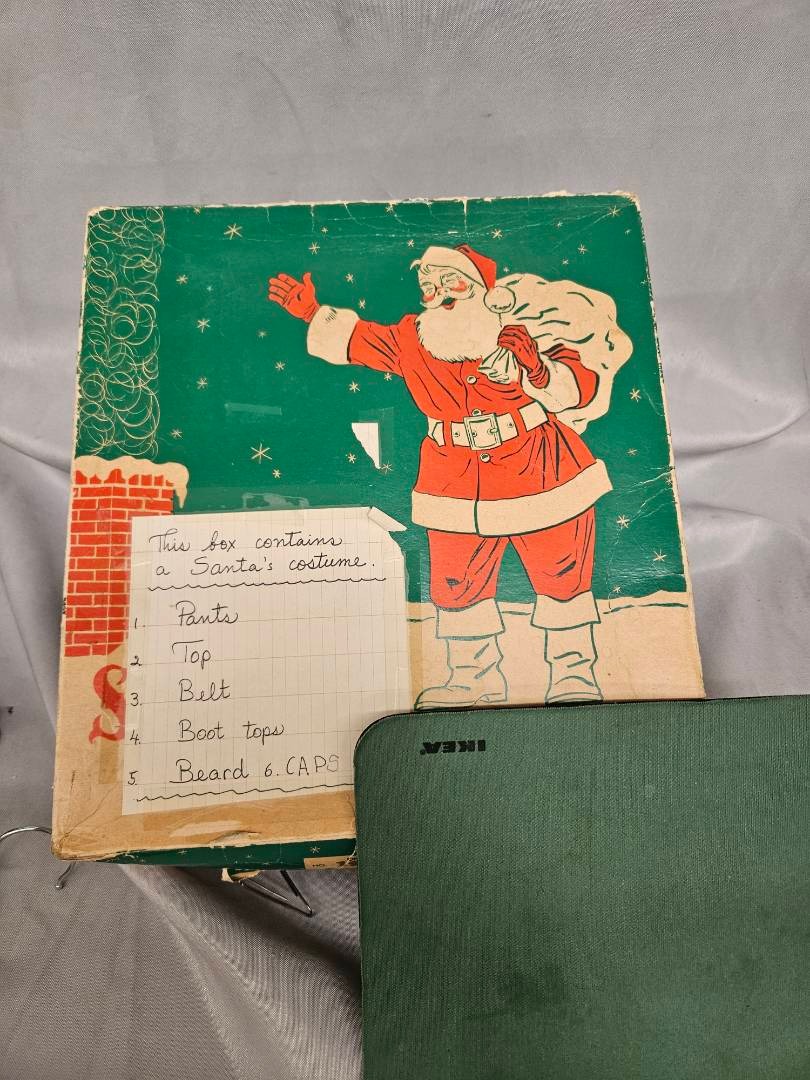 This box contains
a Santa's costume.
1. Pants
2. Top
3. Belt
4. Boot tops
5. Beard 6. CAPS
IKEA
NO.